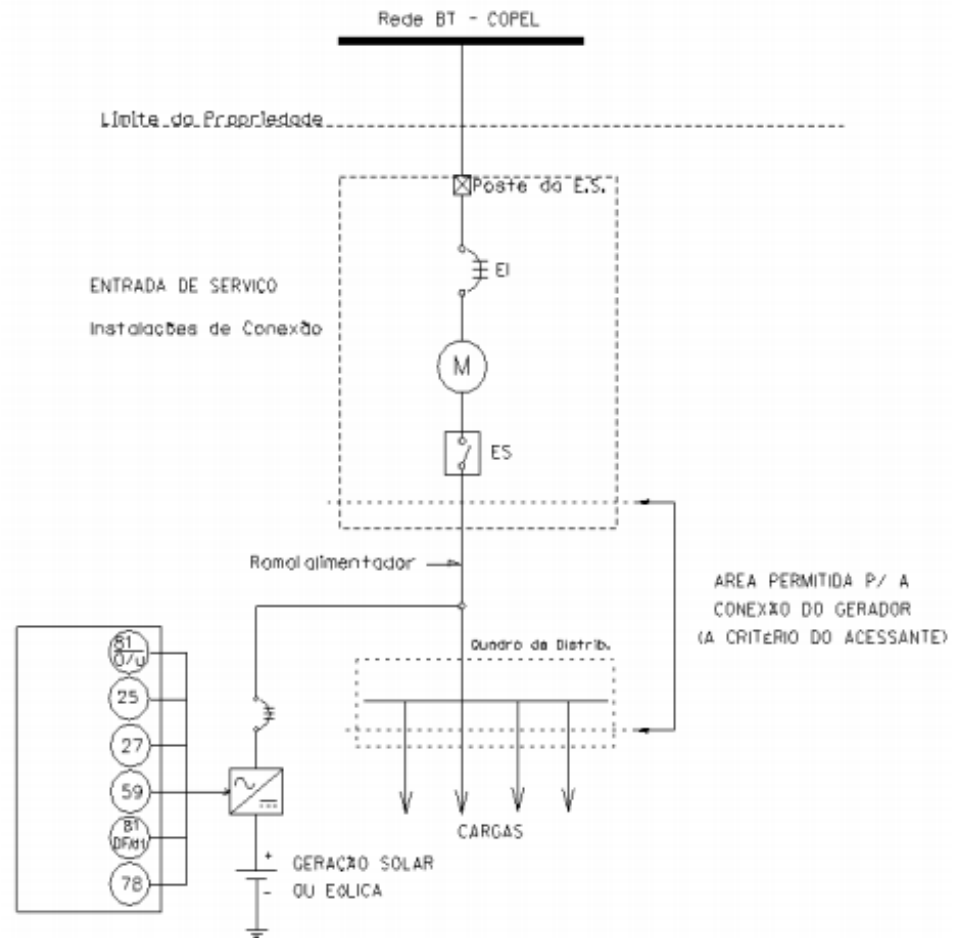 Rede BT - COPEL
Limite da Propriedade
Poste da E.S.
EI
ENTRADA DE SERVIÇO
Instalações de Conexão
M
ES
Ramal alimentador
AREA PERMITIDA P/ A
CONEXÃO DO GERADOR
(A CRITERIO DO ACESSANTE)
Quadro de Distrib.
81
O/U
25
27
59
81
DF/dt
78
CARGAS
+
GERAÇÃO SOLAR
-
OU EOLICA